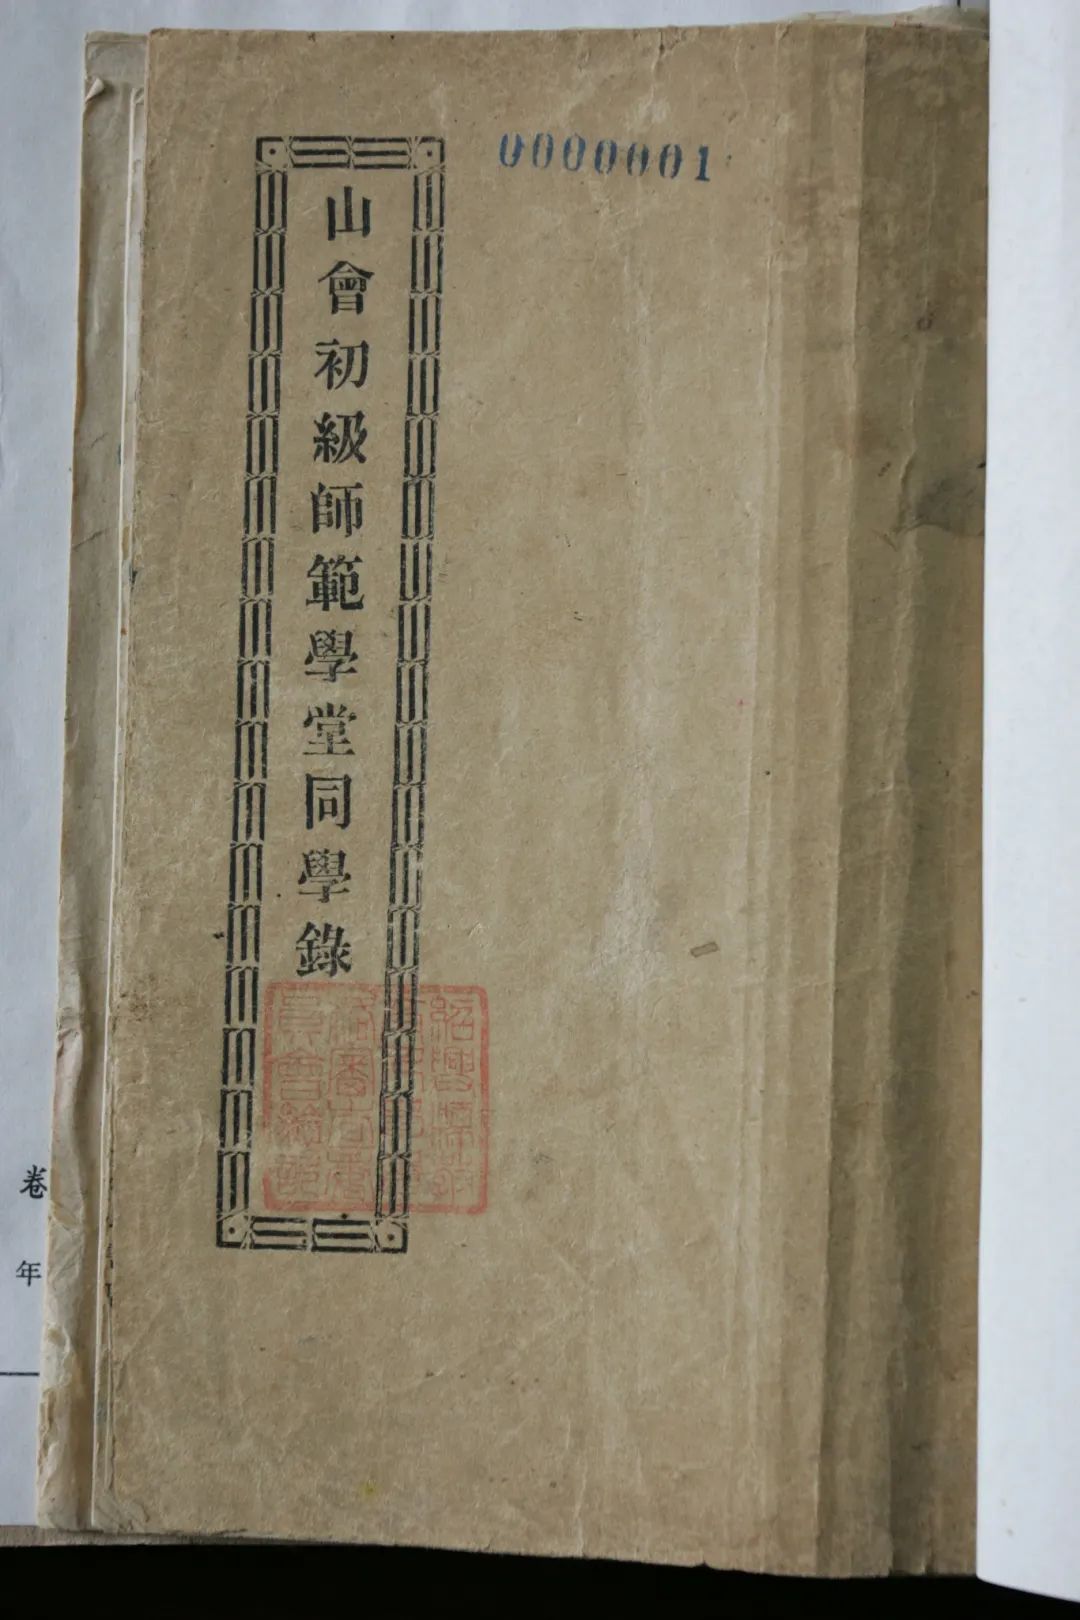 0000001
山會初級師範學堂同學錄
卷
年